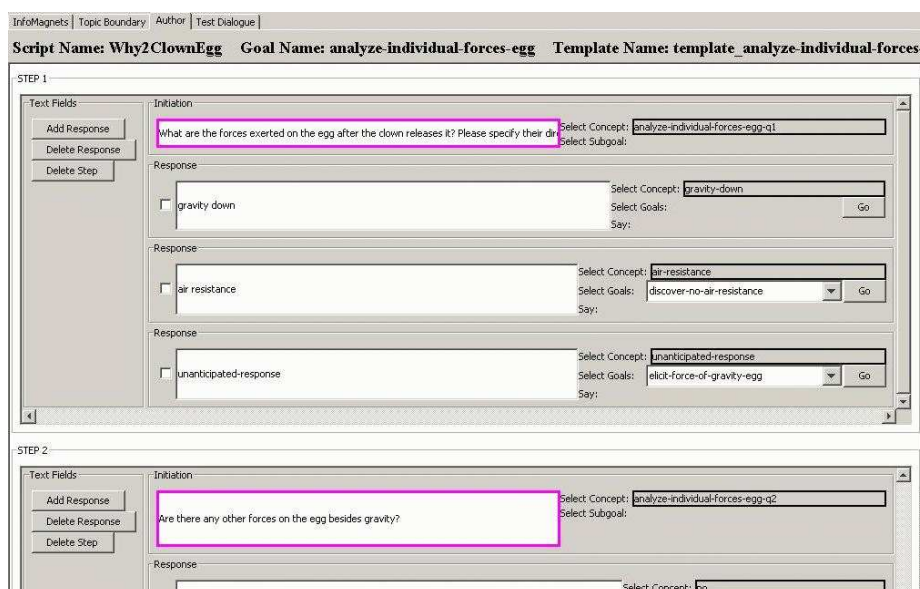 InfoMagnets Topic Boundary Author Test Dialogue
Script Name: Why2ClownEgg Goal Name: analyze-individual-forces-egg Template Name: template_analyze-individual-forces-
STEP 1
Text Fields
Add Response
Delete Response
Delete Step
Initiation
What are the forces exerted on the egg after the clown releases it? Please specify their dire
Select Concept: analyze-individual-forces-egg-q1
Select Subgoal:
Response
gravity down
Select Concept: gravity-down
Select Goals: Go
Say:
Response
air resistance
Select Concept: air-resistance
Select Goals: discover-no-air-resistance Go
Say:
Response
unanticipated-response
Select Concept: unanticipated-response
Select Goals: elicit-force-of-gravity-egg Go
Say:
STEP 2
Text Fields
Add Response
Delete Response
Delete Step
Initiation
Are there any other forces on the egg besides gravity?
Select Concept: analyze-individual-forces-egg-q2
Select Subgoal:
Response
Select Concept: no